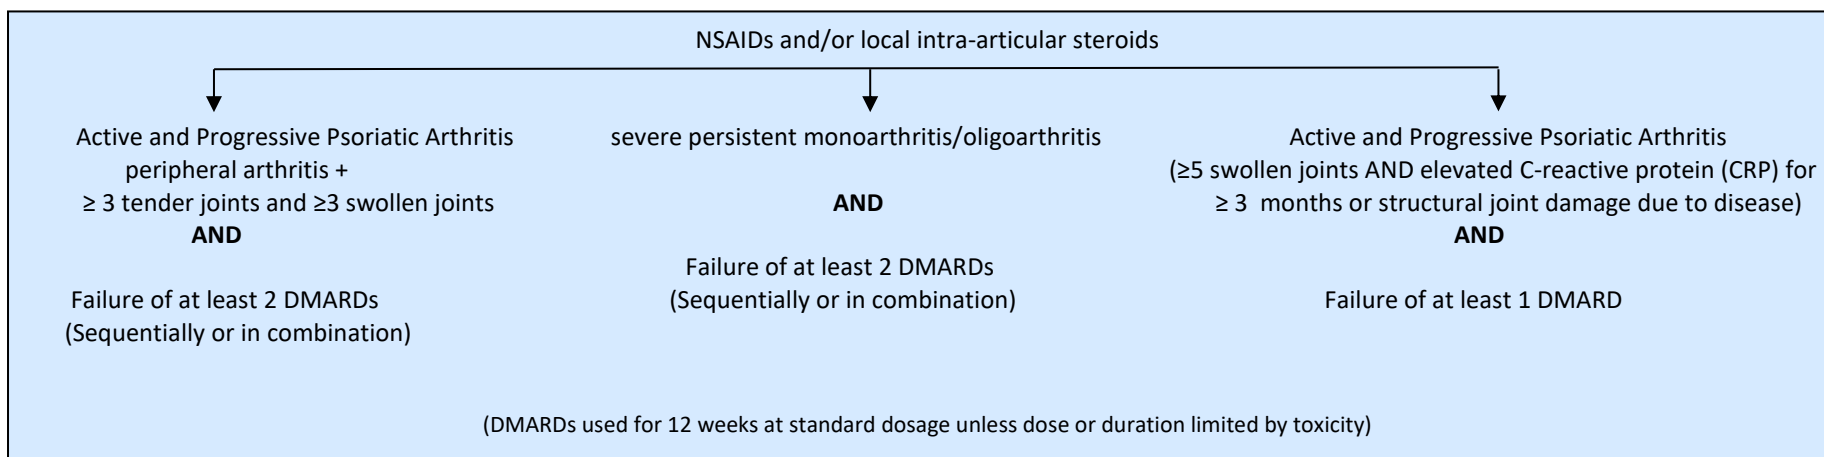 NSAIDs and/or local intra-articular steroids
Active and Progressive Psoriatic Arthritis
peripheral arthritis +
≥ 3 tender joints and ≥3 swollen joints
AND
Failure of at least 2 DMARDs
(Sequentially or in combination)
severe persistent monoarthritis/oligoarthritis
AND
Failure of at least 2 DMARDs
(Sequentially or in combination)
Active and Progressive Psoriatic Arthritis
(≥5 swollen joints AND elevated C-reactive protein (CRP) for
≥ 3 months or structural joint damage due to disease)
AND
Failure of at least 1 DMARD
(DMARDs used for 12 weeks at standard dosage unless dose or duration limited by toxicity)